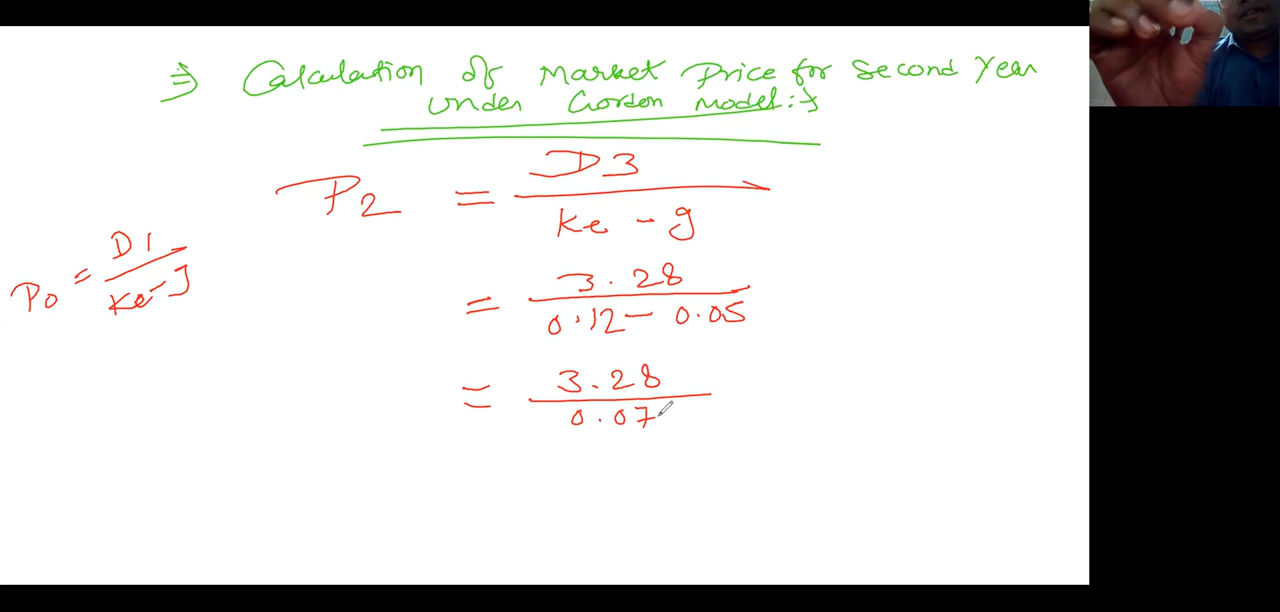 ⇒ Calculation of Market Price for Second Year
under Gordon Model:→
P2 = D3
Ke - g
P0 = D1
Ke - g
= 3.28
0.12 - 0.05
= 3.28
0.07